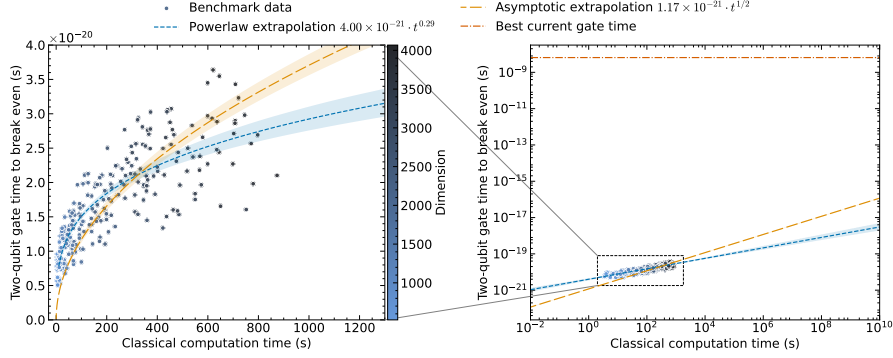 Benchmark data
Powerlaw extrapolation 4.00 × 10⁻²¹ · t⁰·²⁹
Asymptotic extrapolation 1.17 × 10⁻²¹ · t¹/²
Best current gate time
×10⁻²⁰
4.0
3.5
3.0
2.5
2.0
1.5
1.0
0.5
0.0
Two-qubit gate time to break even (s)
0 200 400 600 800 1000 1200
Classical computation time (s)
4000
3500
3000
2500
2000
1500
1000
Dimension
Two-qubit gate time to break even (s)
10⁻⁹
10⁻¹¹
10⁻¹³
10⁻¹⁵
10⁻¹⁷
10⁻¹⁹
10⁻²¹
10⁻² 10⁰ 10² 10⁴ 10⁶ 10⁸ 10¹⁰
Classical computation time (s)